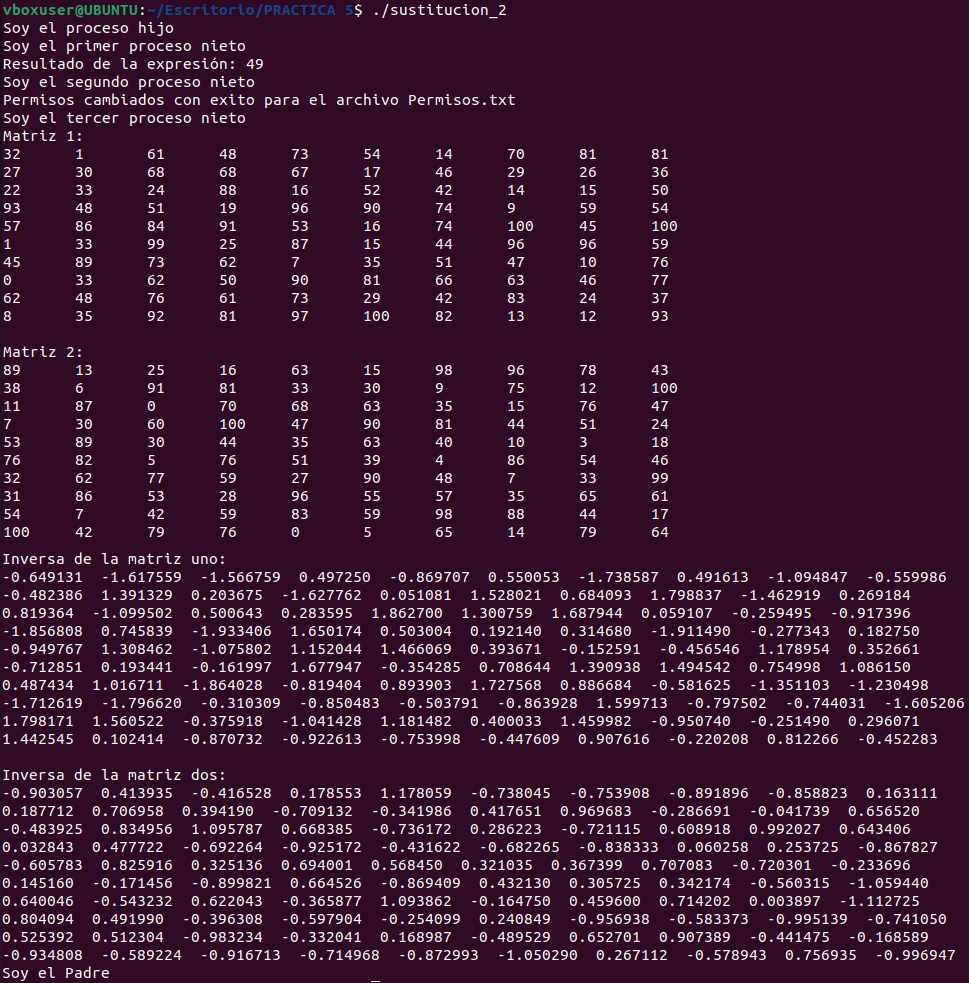 vboxuser@UBUNTU:~/Escritorio/PRACTICA 5$ ./sustitucion_2
Soy el proceso hijo
Soy el primer proceso nieto
Resultado de la expresión: 49
Soy el segundo proceso nieto
Permisos cambiados con exito para el archivo Permisos.txt
Soy el tercer proceso nieto
Matriz 1:
32 1 61 48 73 54 14 70 81 81
27 30 68 68 67 17 46 29 26 36
22 33 24 88 16 52 42 14 15 50
93 48 51 19 96 90 74 9 59 54
57 86 84 91 53 16 74 100 45 100
1 33 99 25 87 15 44 96 96 59
45 89 73 62 7 35 51 47 10 76
0 33 62 50 90 81 66 63 46 77
62 48 76 61 73 29 42 83 24 37
8 35 92 81 97 100 82 13 12 93
Matriz 2:
89 13 25 16 63 15 98 96 78 43
38 6 91 81 33 30 9 75 12 100
11 87 0 70 68 63 35 15 76 47
7 30 60 100 47 90 81 44 51 24
53 89 30 44 35 63 40 10 3 18
76 82 5 76 51 39 4 86 54 46
32 62 77 59 27 90 48 7 33 99
31 86 53 28 96 55 57 35 65 61
54 7 42 59 83 59 98 88 44 17
100 42 79 76 0 5 65 14 79 64
Inversa de la matriz uno:
-0.649131 -1.617559 -1.566759 0.497250 -0.869707 0.550053 -1.738587 0.491613 -1.094847 -0.559986
-0.482386 1.391329 0.203675 -1.627762 0.051081 1.528021 0.684093 1.798837 -1.462919 0.269184
0.819364 -1.099502 0.500643 0.283595 1.862700 1.300759 1.687944 0.059107 -0.259495 -0.917396
-1.856808 0.745839 -1.933406 1.650174 0.503004 0.192140 0.314680 -1.911490 -0.277343 0.182750
-0.949767 1.308462 -1.075802 1.152044 1.466069 0.393671 -0.152591 -0.456546 1.178954 0.352661
-0.712851 0.193441 -0.161997 1.677947 -0.354285 0.708644 1.390938 1.494542 0.754998 1.086150
0.487434 1.016711 -1.864028 -0.819404 0.893903 1.727568 0.886684 -0.581625 -1.351103 -1.230498
-1.712619 -1.796620 -0.310309 -0.850483 -0.503791 -0.863928 1.599713 -0.797502 -0.744031 -1.605206
1.798171 1.560522 -0.375918 -1.041428 1.181482 0.400033 1.459982 -0.950740 -0.251490 0.296071
1.442545 0.102414 -0.870732 -0.922613 -0.753998 -0.447609 0.907616 -0.220208 0.812266 -0.452283
Inversa de la matriz dos:
-0.903057 0.413935 -0.416528 0.178553 1.178059 -0.738045 -0.753908 -0.891896 -0.858823 0.163111
0.187712 0.706958 0.394190 -0.709132 -0.341986 0.417651 0.969683 -0.286691 -0.041739 0.656520
-0.483925 0.834956 1.095787 0.668385 -0.736172 0.286223 -0.721115 0.608918 0.992027 0.643406
0.032843 0.477722 -0.692264 -0.925172 -0.431622 -0.682265 -0.838333 0.060258 0.253725 -0.867827
-0.605783 0.825916 0.325136 0.694001 0.568450 0.321035 0.367399 0.707083 -0.720301 -0.233696
0.145160 -0.171456 -0.899821 0.664526 -0.869409 0.432130 0.305725 0.342174 -0.560315 -1.059440
0.640046 -0.543232 0.622043 -0.365877 1.093862 -0.164750 0.459600 0.714202 0.003897 -1.112725
0.804094 0.491990 -0.396308 -0.597904 -0.254099 0.240849 -0.956938 -0.583373 -0.995139 -0.741050
0.525392 0.512304 -0.983234 -0.332041 0.168987 -0.489529 0.652701 0.907389 -0.441475 -0.168589
-0.934808 -0.589224 -0.916713 -0.714968 -0.872993 -1.050290 0.267112 -0.578943 0.756935 -0.996947
Soy el Padre